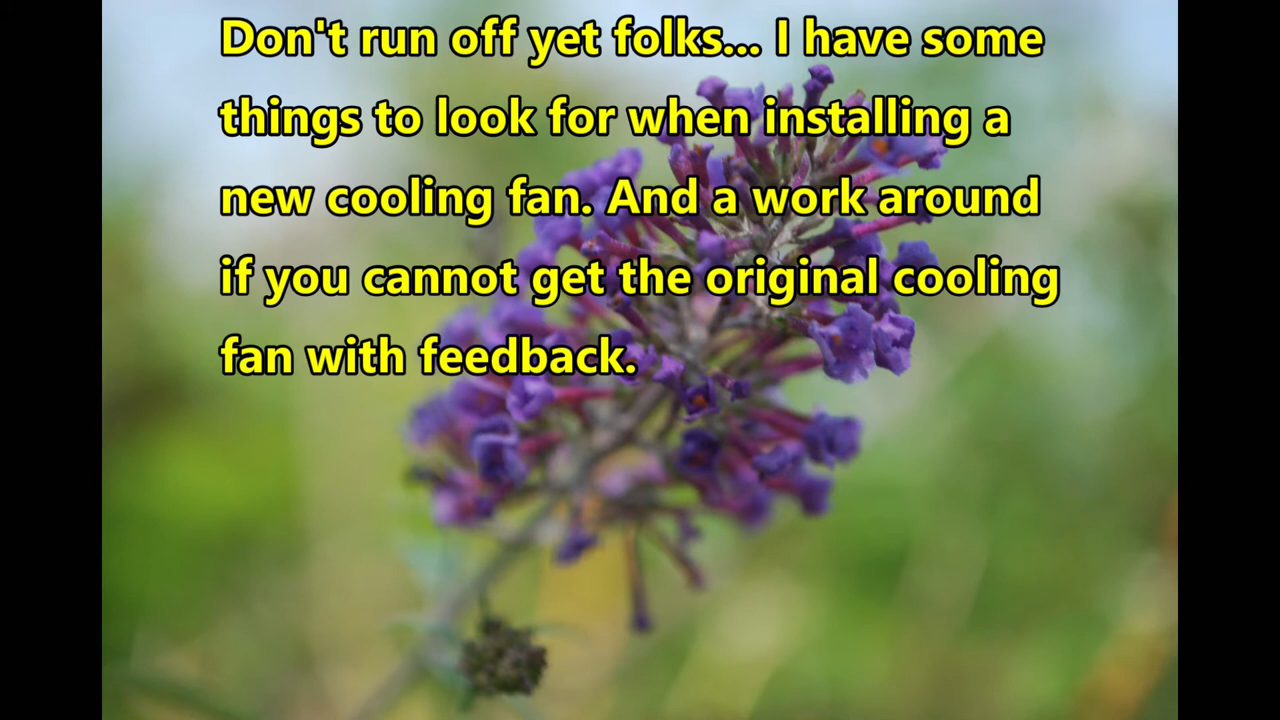 Don't run off yet folks... I have some
things to look for when installing a
new cooling fan. And a work around
if you cannot get the original cooling
fan with feedback.